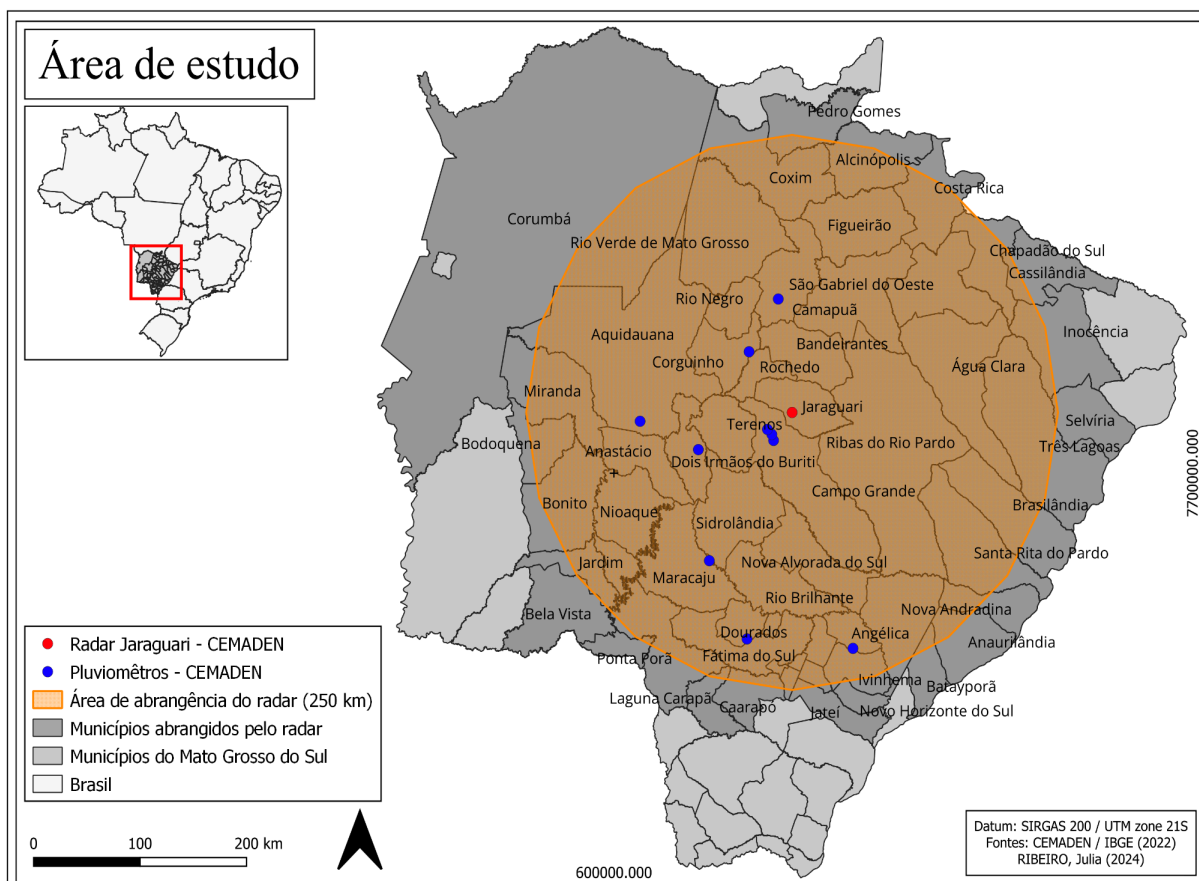 Área de estudo
Pedro Gomes
Alcinópolis
Coxim
Costa Rica
Corumbá
Figueirão
Rio Verde de Mato Grosso
Chapadão do Sul
Cassilândia
São Gabriel do Oeste
Rio Negro
Camapuã
Inocência
Aquidauana
Bandeirantes
Corguinho
Rochedo
Água Clara
Miranda
Jaraguari
Selvíria
Terenos
Bodoquena
Ribas do Rio Pardo
Três Lagoas
Anastácio
Dois Irmãos do Buriti
Campo Grande
Bonito
Nioaque
Brasilândia
Sidrolândia
Santa Rita do Pardo
Jardim
Nova Alvorada do Sul
Maracaju
Rio Brilhante
Bela Vista
Nova Andradina
Dourados
Angélica
Anaurilândia
Ponta Porã
Fátima do Sul
Ivinhema
Batayporã
Laguna Carapã
Caarapó
Jateí
Novo Horizonte do Sul
7700000.000
600000.000
Radar Jaraguari - CEMADEN
Pluviomêtros - CEMADEN
Área de abrangência do radar (250 km)
Municípios abrangidos pelo radar
Municípios do Mato Grosso do Sul
Brasil
0 100 200 km
Datum: SIRGAS 200 / UTM zone 21S
Fontes: CEMADEN / IBGE (2022)
RIBEIRO, Julia (2024)